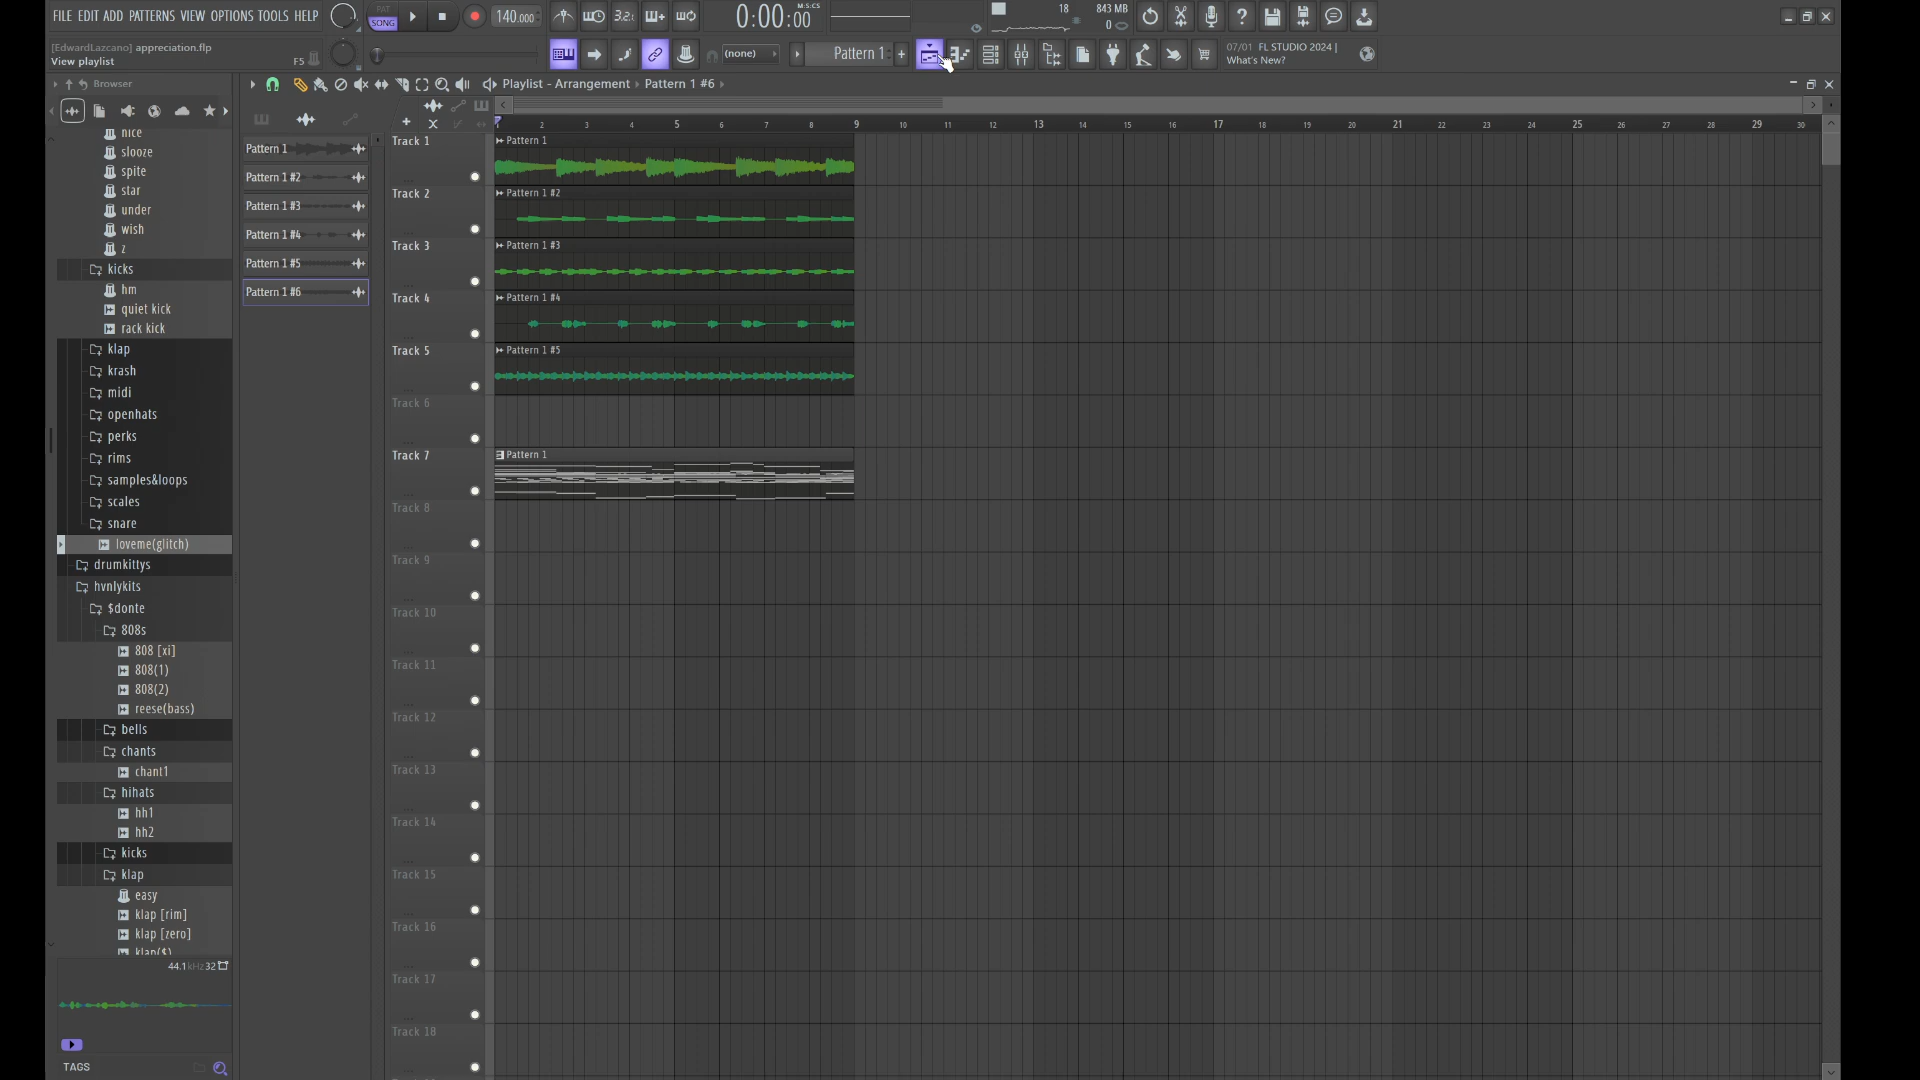 FILE EDIT ADD PATTERNS VIEW OPTIONS TOOLS HELP
PAT
SONG
140.000
3.2.
0:00:00
M:S:CS
18
843 MB
0
[EdwardLazcano] appreciation.flp
View playlist
F5
(none)
Pattern 1
07/01 FL STUDIO 2024 |
What's New?
Browser
Playlist - Arrangement › Pattern 1 #6 ›
nice
slooze
spite
star
under
wish
z
kicks
hm
quiet kick
rack kick
klap
krash
midi
openhats
perks
rims
samples&loops
scales
snare
loveme(glitch)
drumkittys
hvnlykits
$donte
808s
808 [xi]
808(1)
808(2)
reese(bass)
bells
chants
chant1
hihats
hh1
hh2
kicks
klap
easy
klap [rim]
klap [zero]
klap($)
44.1kHz 32
TAGS
Pattern 1
Pattern 1 #2
Pattern 1 #3
Pattern 1 #4
Pattern 1 #5
Pattern 1 #6
2 3 4 5 6 7 8 9 10 11 12 13 14 15 16 17 18 19 20 21 22 23 24 25 26 27 28 29 30
Track 1
Pattern 1
Track 2
Pattern 1 #2
Track 3
Pattern 1 #3
Track 4
Pattern 1 #4
Track 5
Pattern 1 #5
Track 6
Track 7
Pattern 1
Track 8
Track 9
Track 10
Track 11
Track 12
Track 13
Track 14
Track 15
Track 16
Track 17
Track 18